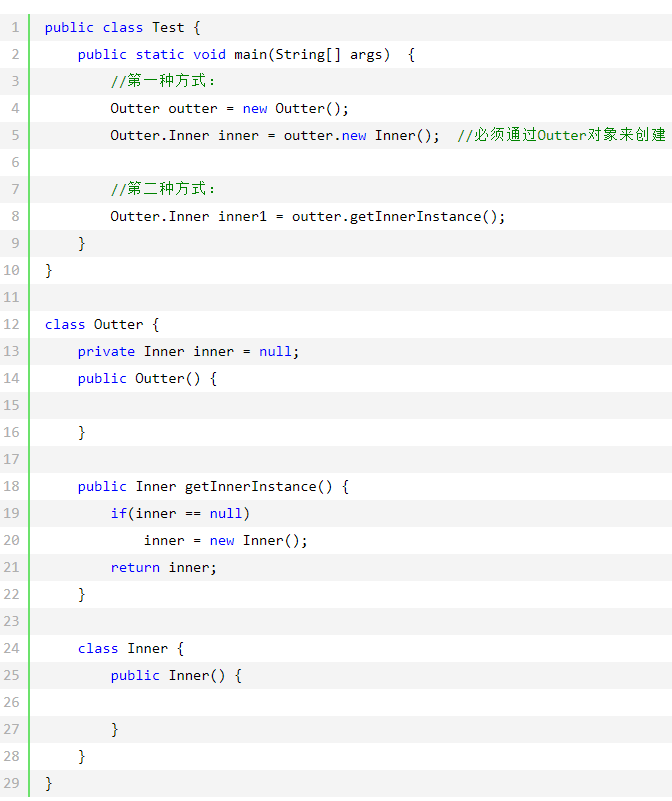 1 public class Test {
2 public static void main(String[] args)  {
3 //第一种方式：
4 Outter outter = new Outter();
5 Outter.Inner inner = outter.new Inner();  //必须通过Outter对象来创建
6
7 //第二种方式：
8 Outter.Inner inner1 = outter.getInnerInstance();
9 }
10 }
11
12 class Outter {
13 private Inner inner = null;
14 public Outter() {
15
16 }
17
18 public Inner getInnerInstance() {
19 if(inner == null)
20 inner = new Inner();
21 return inner;
22 }
23
24 class Inner {
25 public Inner() {
26
27 }
28 }
29 }